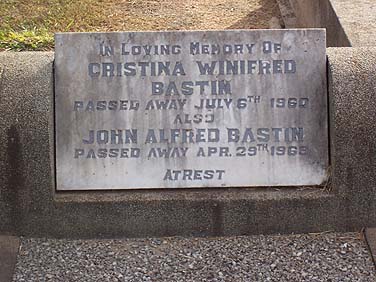 In Loving Memory Of
CRISTINA WINIFRED
BASTIN
PASSED AWAY JULY 6TH 1960
ALSO
JOHN ALFRED BASTIN
PASSED AWAY APR. 29TH 1969
AT REST